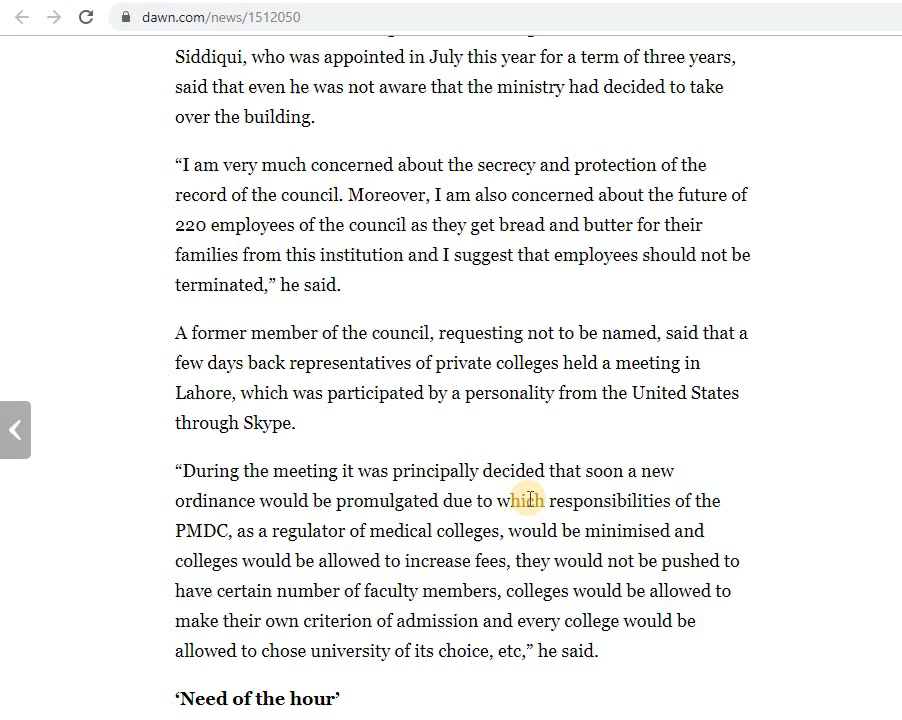 dawn.com/news/1512050
Siddiqui, who was appointed in July this year for a term of three years,
said that even he was not aware that the ministry had decided to take
over the building.
“I am very much concerned about the secrecy and protection of the
record of the council. Moreover, I am also concerned about the future of
220 employees of the council as they get bread and butter for their
families from this institution and I suggest that employees should not be
terminated,” he said.
A former member of the council, requesting not to be named, said that a
few days back representatives of private colleges held a meeting in
Lahore, which was participated by a personality from the United States
through Skype.
“During the meeting it was principally decided that soon a new
ordinance would be promulgated due to which responsibilities of the
PMDC, as a regulator of medical colleges, would be minimised and
colleges would be allowed to increase fees, they would not be pushed to
have certain number of faculty members, colleges would be allowed to
make their own criterion of admission and every college would be
allowed to chose university of its choice, etc,” he said.
‘Need of the hour’